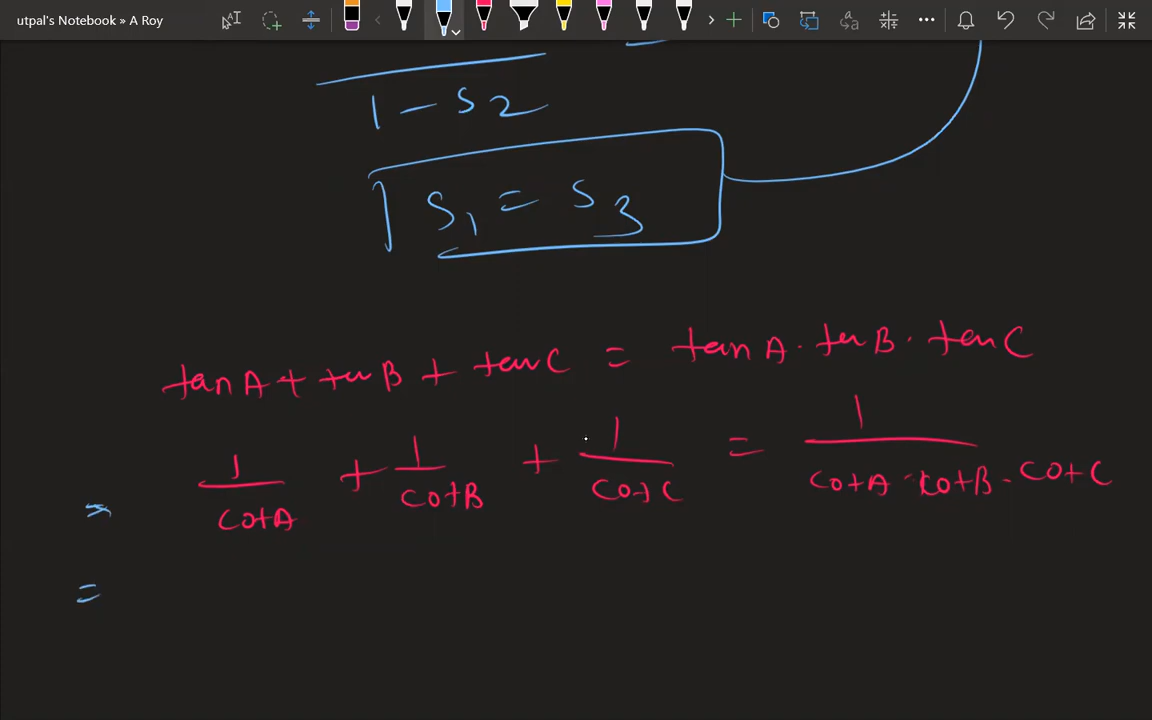 utpal's Notebook » A Roy
1 - s2
s1 = s3
tanA + tanB + tanC = tanA . tanB . tanC
1/cotA + 1/cotB + 1/cotC = 1/cotA . cotB . cotC
=